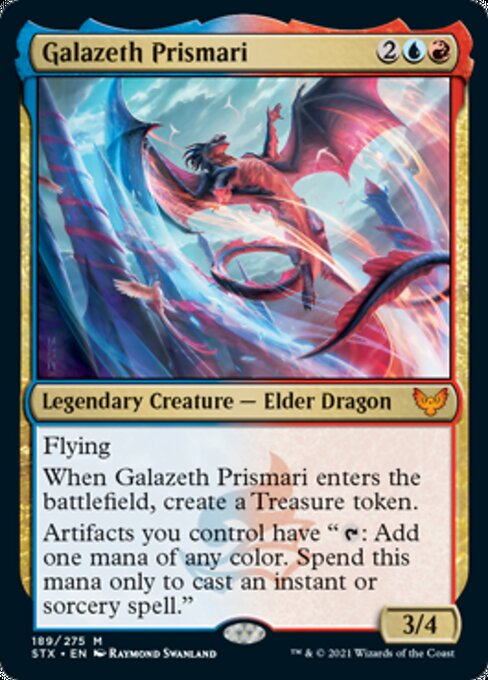 Galazeth Prismari 2
Legendary Creature — Elder Dragon
Flying
When Galazeth Prismari enters the
battlefield, create a Treasure token.
Artifacts you control have “ : Add
one mana of any color. Spend this
mana only to cast an instant or
sorcery spell.”
3/4
189/275 M
STX • EN Raymond Swanland
™ & © 2021 Wizards of the Coast